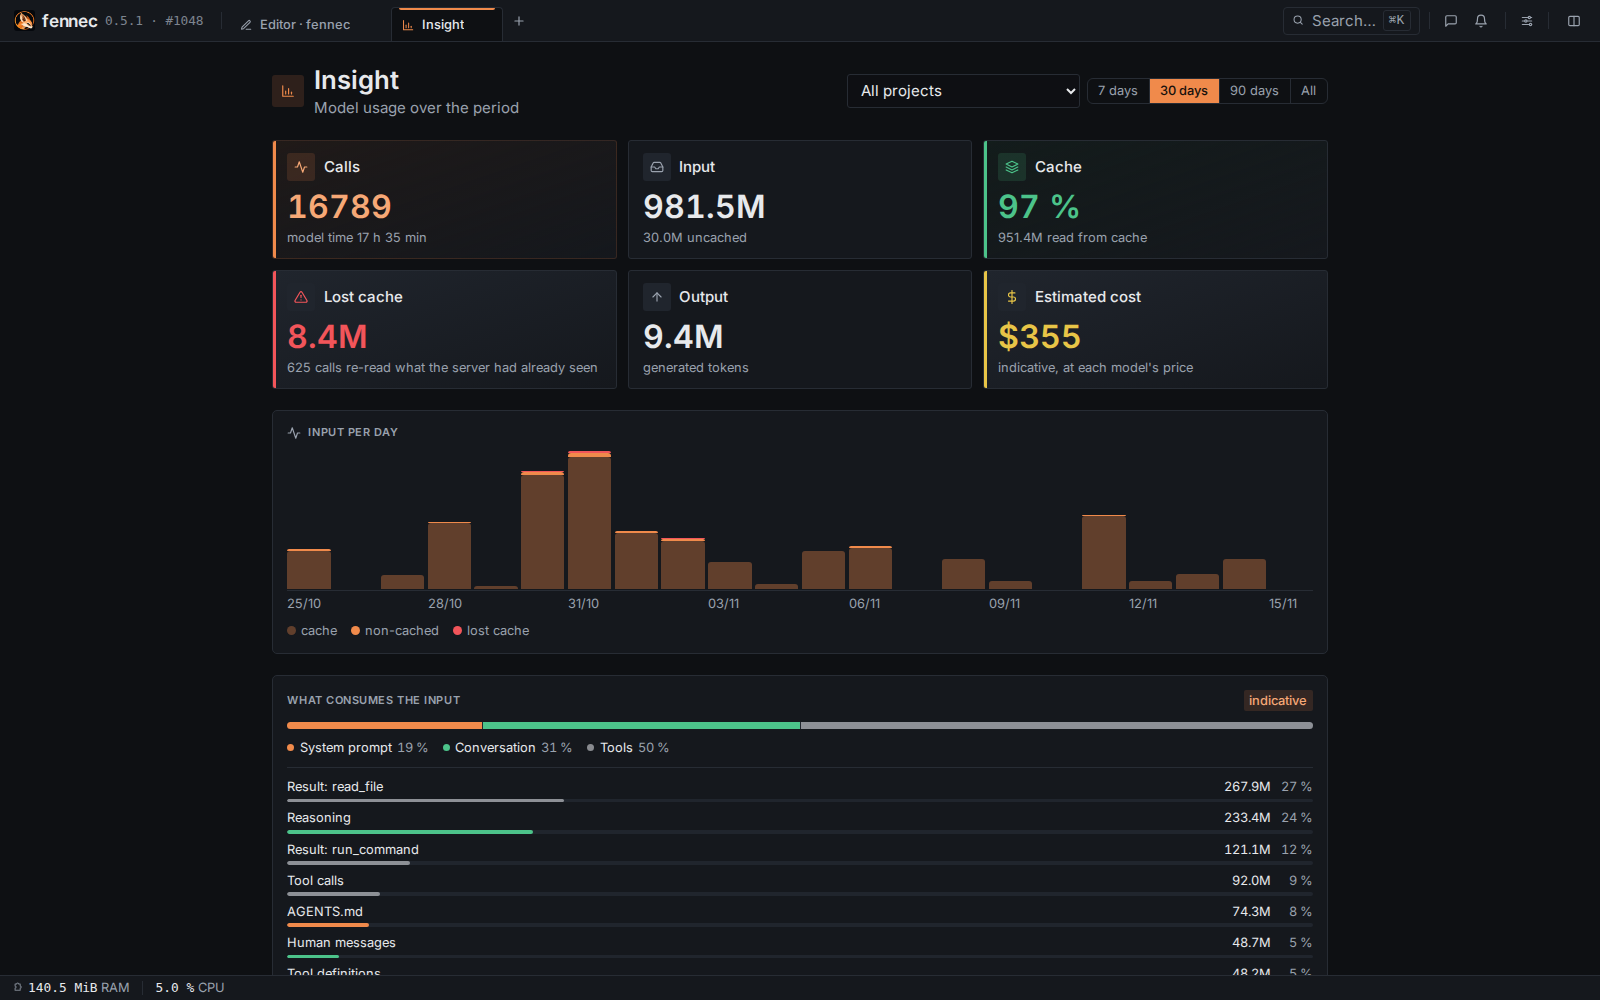 fennec 0.5.1 · #1048 Editor · fennec Insight + Search... ⌘K
Insight
Model usage over the period
All projects 7 days 30 days 90 days All
Calls
16789
model time 17 h 35 min
Input
981.5M
30.0M uncached
Cache
97 %
951.4M read from cache
Lost cache
8.4M
625 calls re-read what the server had already seen
Output
9.4M
generated tokens
Estimated cost
$355
indicative, at each model's price
INPUT PER DAY
25/10 28/10 31/10 03/11 06/11 09/11 12/11 15/11
cache non-cached lost cache
WHAT CONSUMES THE INPUT indicative
System prompt 19 % Conversation 31 % Tools 50 %
Result: read_file 267.9M 27 %
Reasoning 233.4M 24 %
Result: run_command 121.1M 12 %
Tool calls 92.0M 9 %
AGENTS.md 74.3M 8 %
Human messages 48.7M 5 %
Tool definitions 48.2M 5 %
140.5 MiB RAM 5.0 % CPU